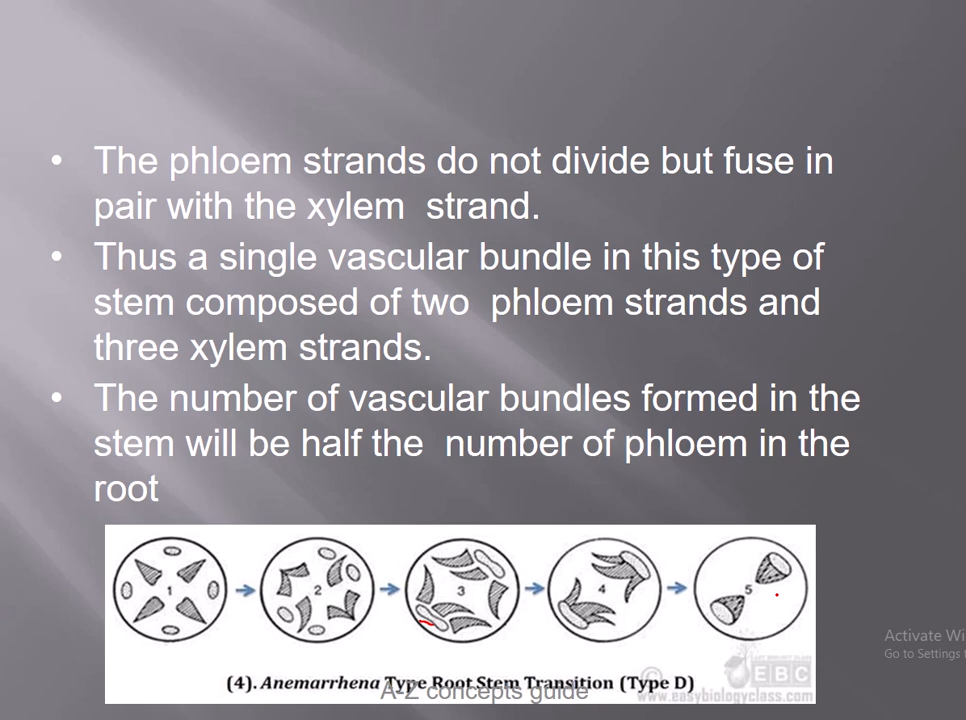 • The phloem strands do not divide but fuse in
pair with the xylem strand.
• Thus a single vascular bundle in this type of
stem composed of two phloem strands and
three xylem strands.
• The number of vascular bundles formed in the
stem will be half the number of phloem in the
root
1 2 3 4 5
(4). Anemarrhena Type Root Stem Transition (Type D)
A-Z concepts guide
© EBC
www.easybiologyclass.com
Activate Wi
Go to Settings t